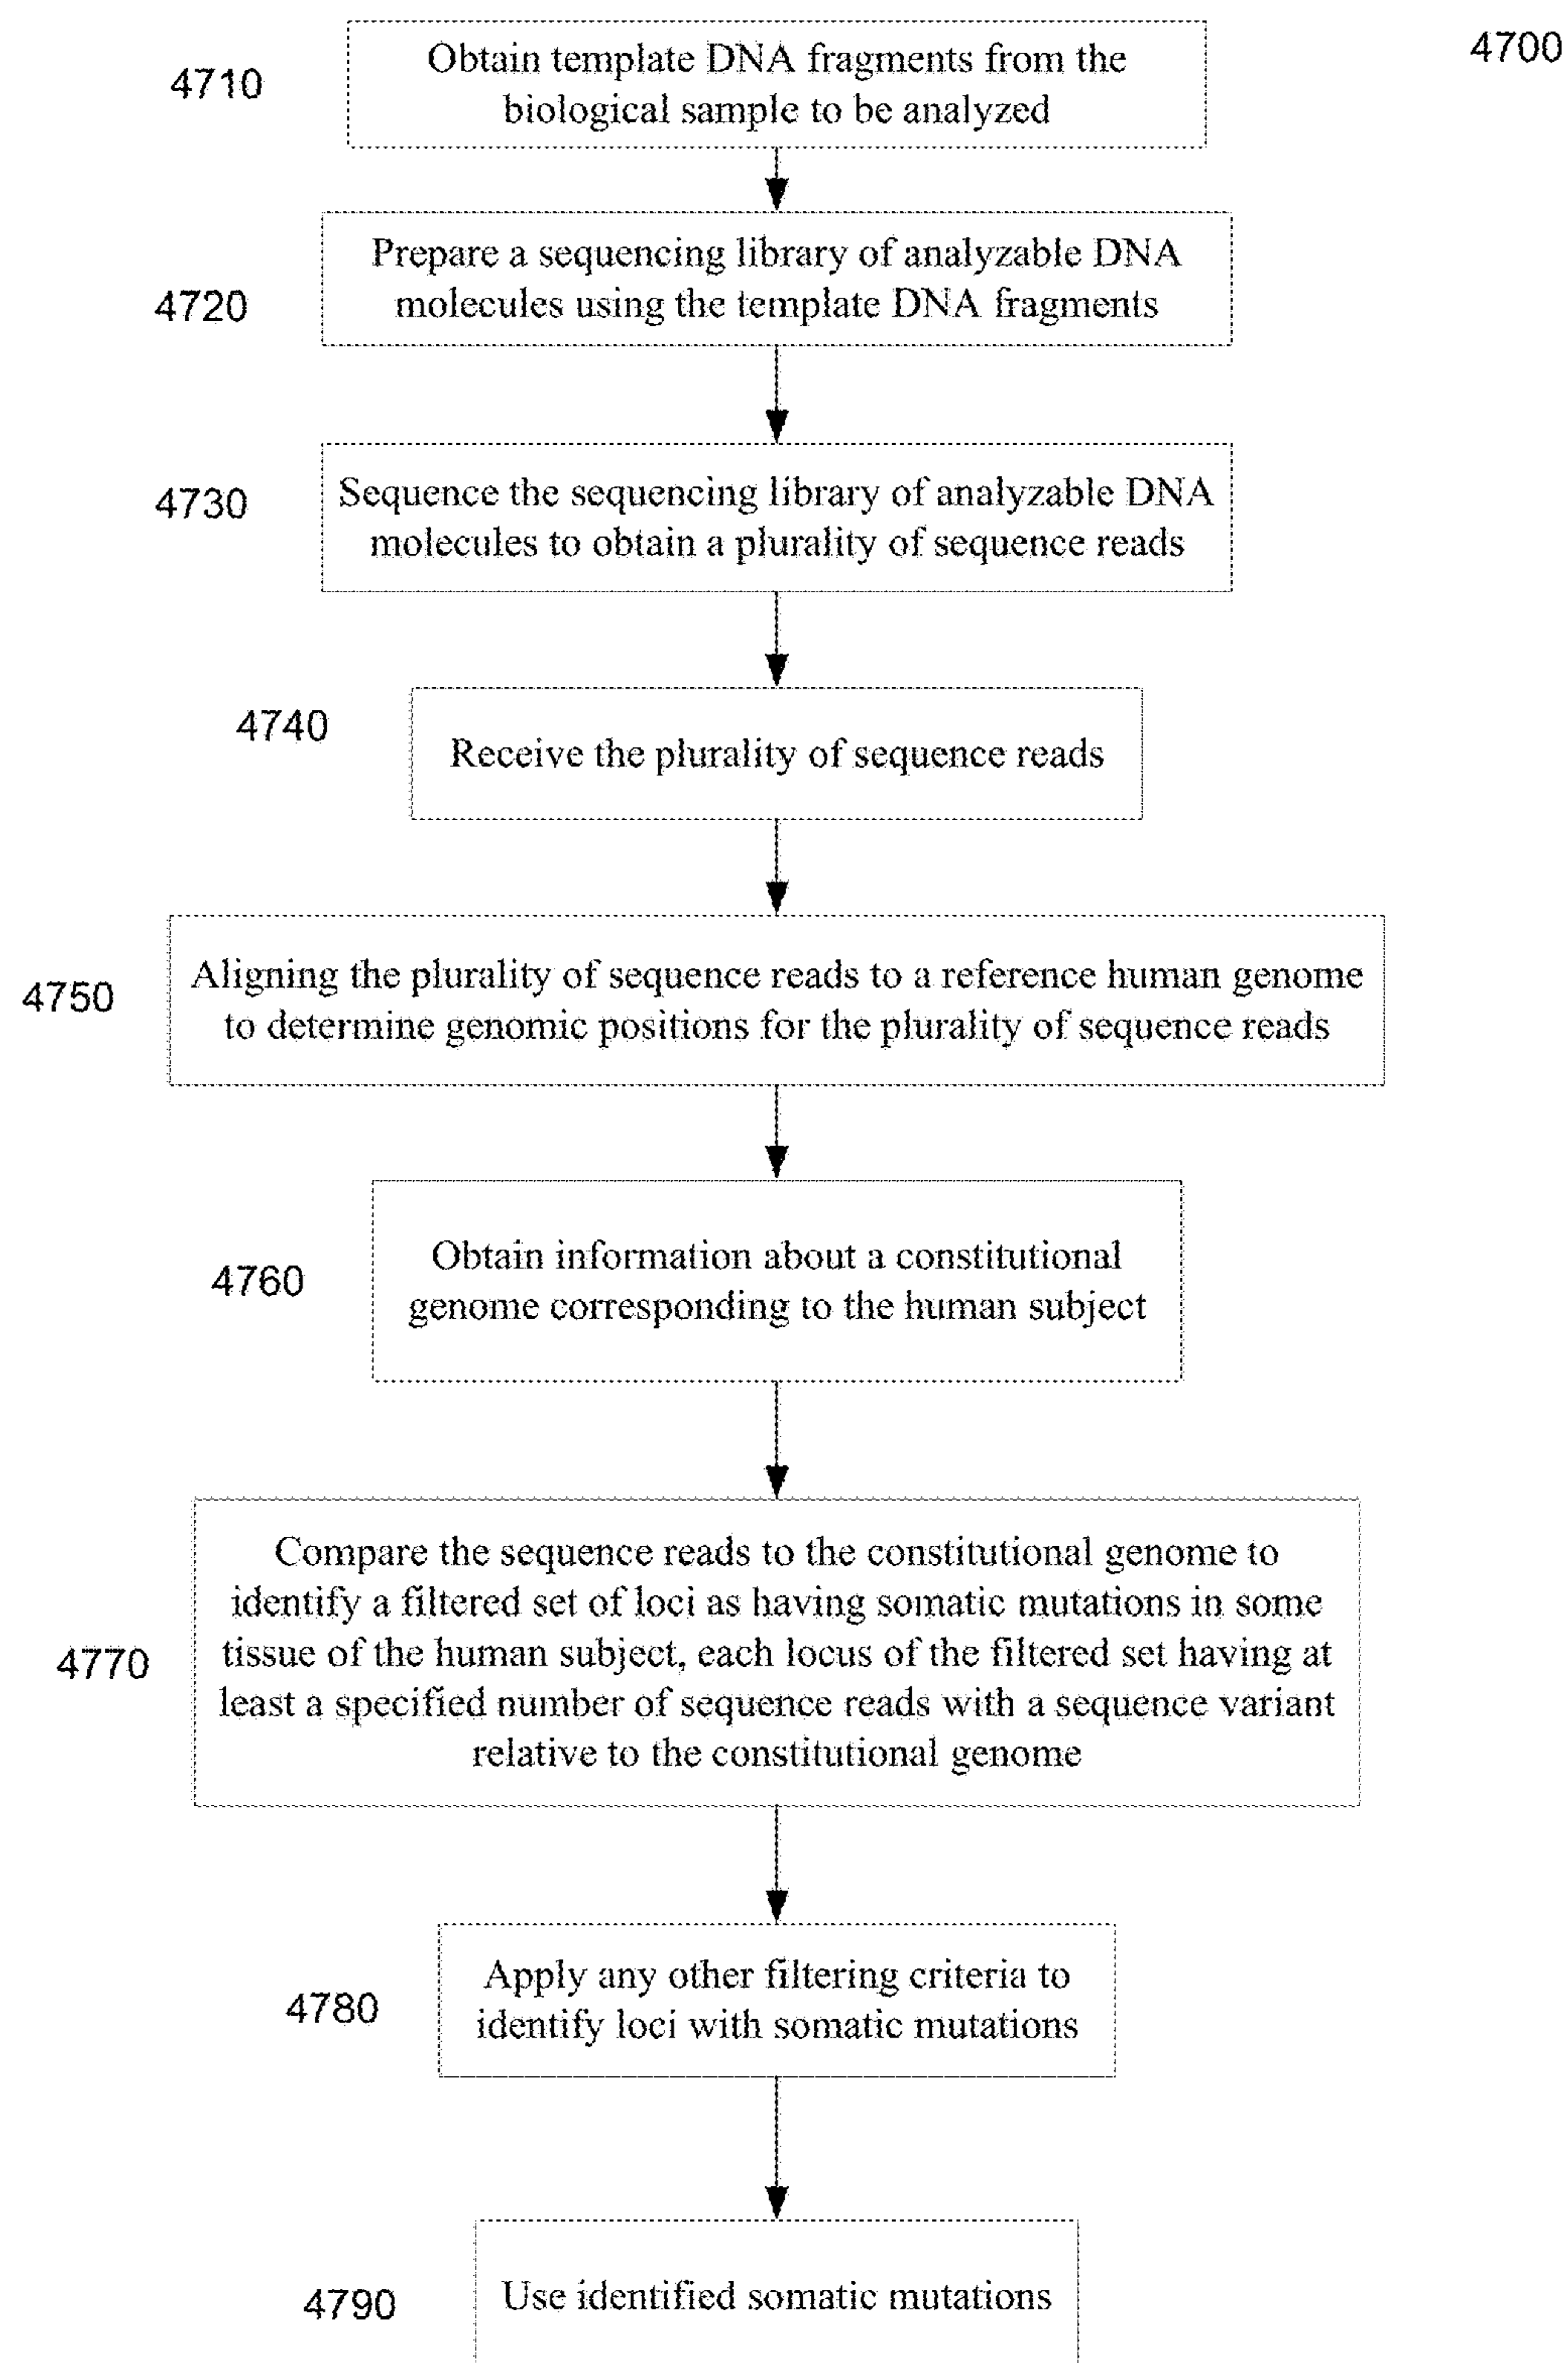 4700
4710
Obtain template DNA fragments from the
biological sample to be analyzed
4720
Prepare a sequencing library of analyzable DNA
molecules using the template DNA fragments
4730
Sequence the sequencing library of analyzable DNA
molecules to obtain a plurality of sequence reads
4740
Receive the plurality of sequence reads
4750
Aligning the plurality of sequence reads to a reference human genome
to determine genomic positions for the plurality of sequence reads
4760
Obtain information about a constitutional
genome corresponding to the human subject
4770
Compare the sequence reads to the constitutional genome to
identify a filtered set of loci as having somatic mutations in some
tissue of the human subject, each locus of the filtered set having at
least a specified number of sequence reads with a sequence variant
relative to the constitutional genome
4780
Apply any other filtering criteria to
identify loci with somatic mutations
4790
Use identified somatic mutations